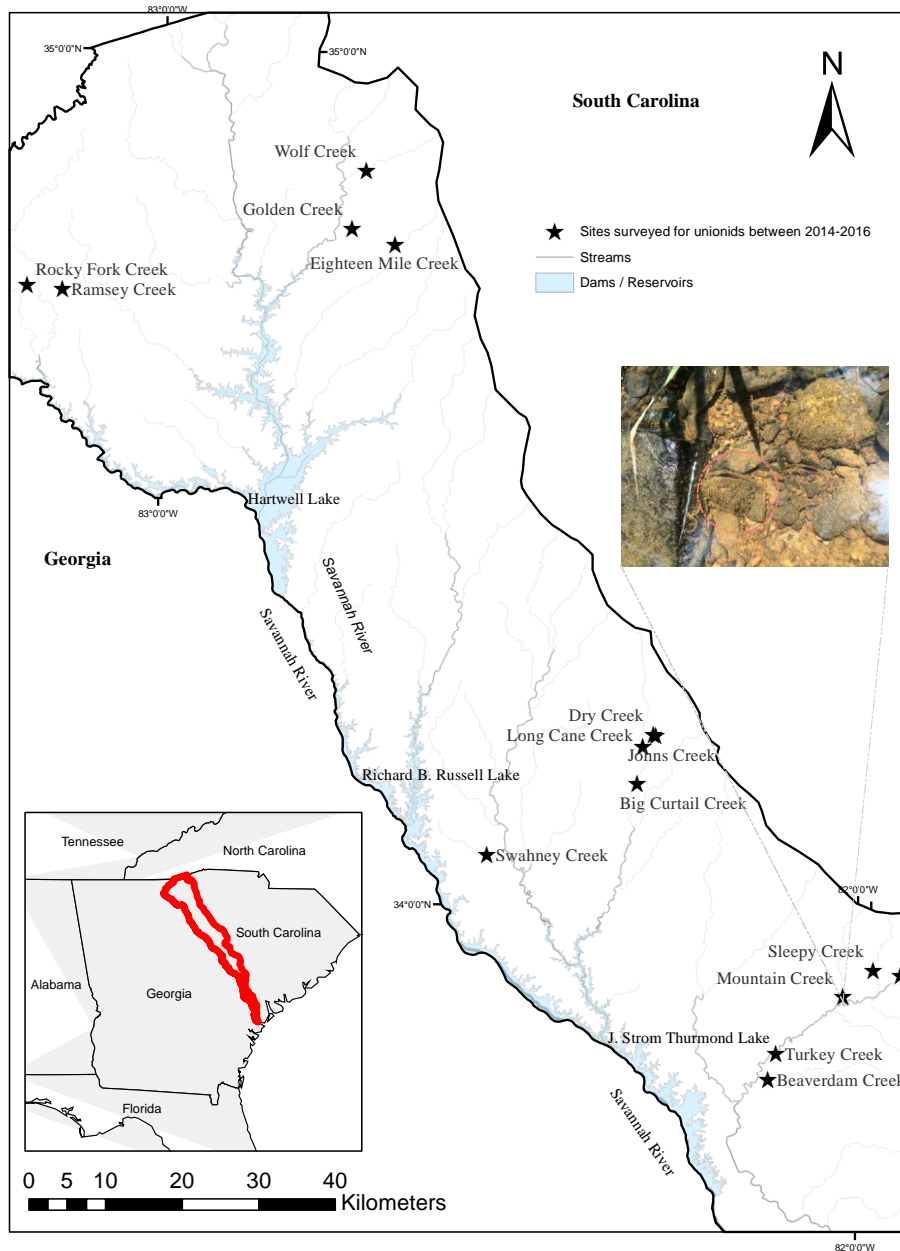 83°0'0"W
35°0'0"N
35°0'0"N
N
South Carolina
Wolf Creek
Golden Creek
Eighteen Mile Creek
Sites surveyed for unionids between 2014-2016
Streams
Dams / Reservoirs
Rocky Fork Creek
Ramsey Creek
Hartwell Lake
83°0'0"W
Georgia
Savannah River
Savannah River
Dry Creek
Long Cane Creek
Johns Creek
Richard B. Russell Lake
Big Curtail Creek
Swahney Creek
82°0'0"W
34°0'0"N
Sleepy Creek
Mountain Creek
J. Strom Thurmond Lake
Turkey Creek
Beaverdam Creek
Savannah River
Tennessee
North Carolina
South Carolina
Alabama
Georgia
Florida
0 5 10 20 30 40
Kilometers
82°0'0"W